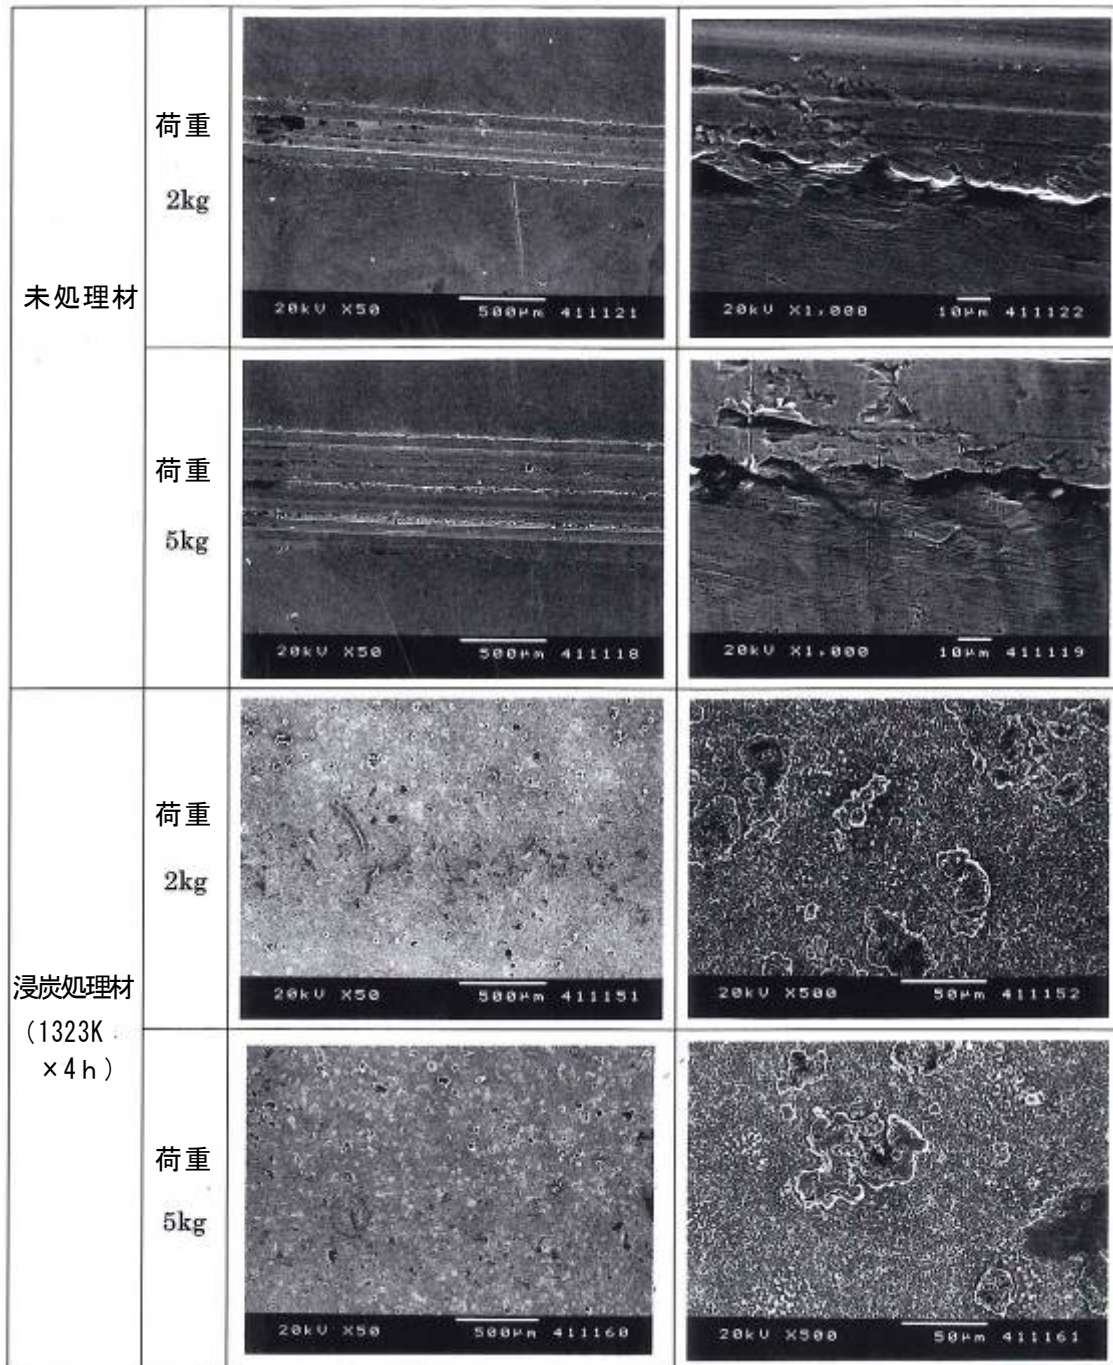 未処理材
荷重
2kg
20kV X50 500μm 411121
20kV X1,000 10μm 411122
荷重
5kg
20kV X50 500μm 411118
20kV X1,000 10μm 411119
浸炭処理材
(1323K
×4h)
荷重
2kg
20kV X50 500μm 411151
20kV X500 50μm 411152
荷重
5kg
20kV X50 500μm 411160
20kV X500 50μm 411161